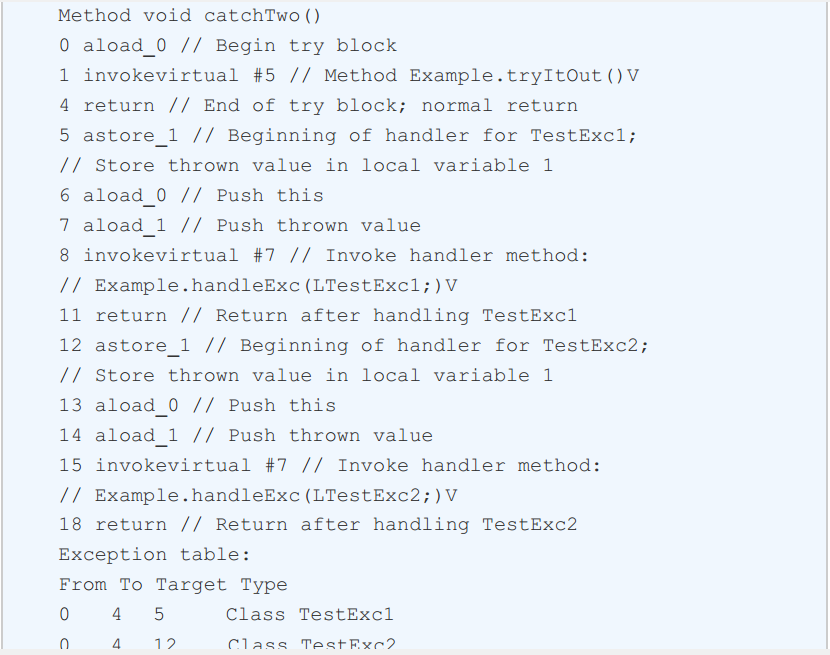 Method void catchTwo()
0 aload_0 // Begin try block
1 invokevirtual #5 // Method Example.tryItOut()V
4 return // End of try block; normal return
5 astore_1 // Beginning of handler for TestExc1;
// Store thrown value in local variable 1
6 aload_0 // Push this
7 aload_1 // Push thrown value
8 invokevirtual #7 // Invoke handler method:
// Example.handleExc(LTestExc1;)V
11 return // Return after handling TestExc1
12 astore_1 // Beginning of handler for TestExc2;
// Store thrown value in local variable 1
13 aload_0 // Push this
14 aload_1 // Push thrown value
15 invokevirtual #7 // Invoke handler method:
// Example.handleExc(LTestExc2;)V
18 return // Return after handling TestExc2
Exception table:
From To Target Type
0 4 5 Class TestExc1
0 4 12 Class TestExc2